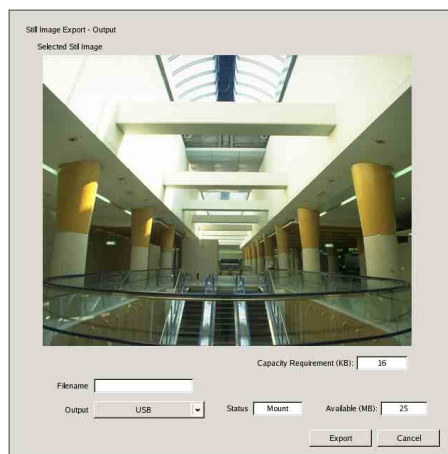 Still Image Export - Output
Selected Stil Image
Capacity Requirement (KB): 16
Filename
Output USB Status Mount Available (MB): 25
Export Cancel